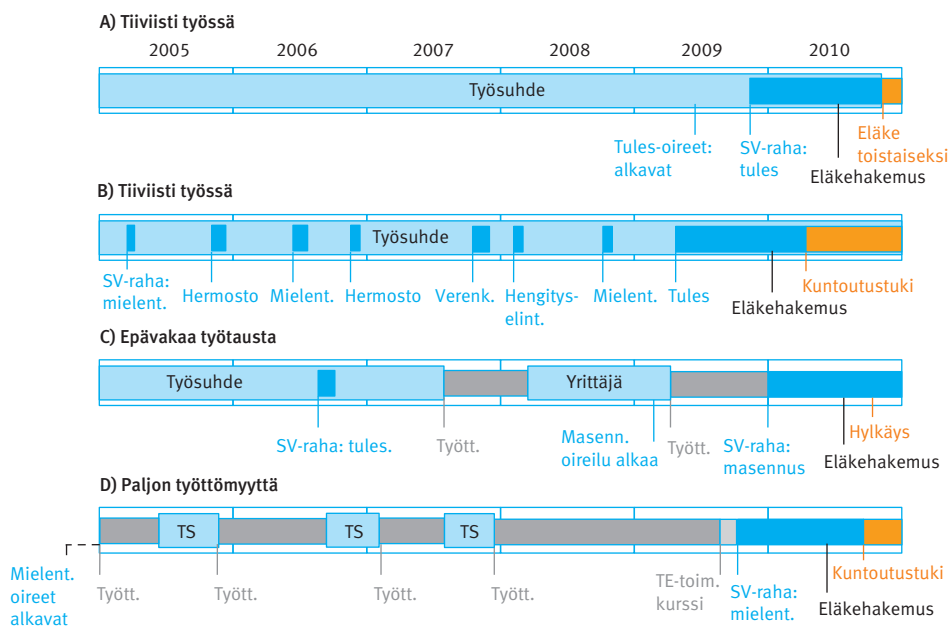 A) Tiiviisti työssä
2005 2006 2007 2008 2009 2010
Työsuhde
Tules-oireet:
alkavat
SV-raha:
tules
Eläke
toistaiseksi
Eläkehakemus
B) Tiiviisti työssä
Työsuhde
SV-raha:
mielent.
Hermosto
Mielent.
Hermosto
Verenk.
Hengitys-
elint.
Mielent.
Tules
Kuntoutustuki
Eläkehakemus
C) Epävakaa työtausta
Työsuhde
Yrittäjä
SV-raha: tules.
Tyött.
Masenn.
oireilu alkaa
Tyött.
SV-raha:
masennus
Hylkäys
Eläkehakemus
D) Paljon työttömyyttä
TS TS TS
Mielent.
oireet
alkavat
Tyött.
Tyött.
Tyött.
Tyött.
TE-toim.
kurssi
SV-raha:
mielent.
Kuntoutustuki
Eläkehakemus